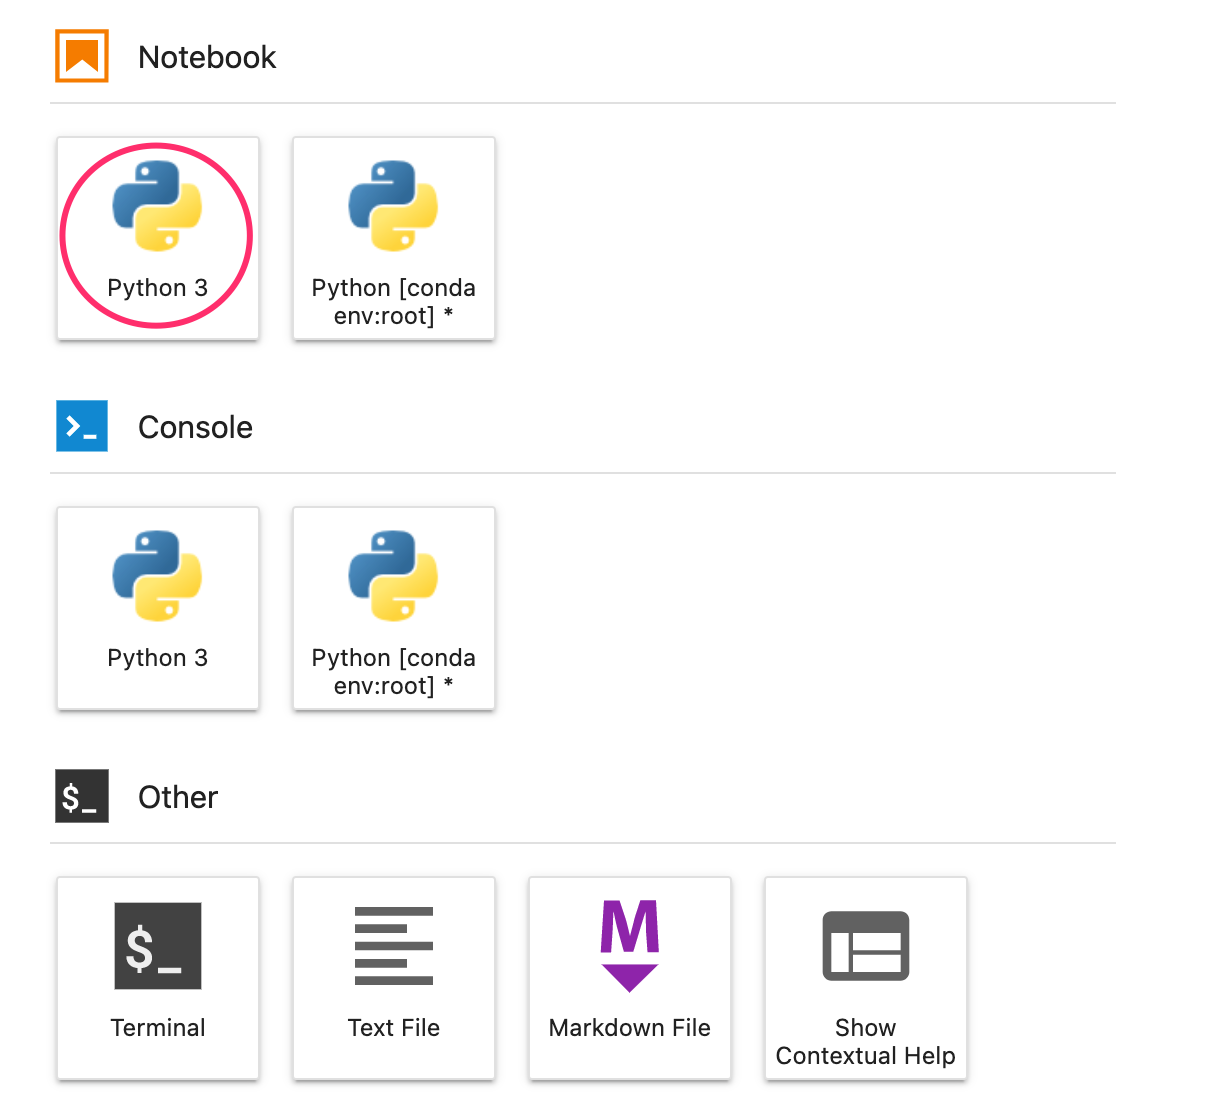 Notebook
Python 3
Python [conda
env:root] *
>_
Console
Python 3
Python [conda
env:root] *
$_
Other
$_
Terminal
Text File
M
Markdown File
Show
Contextual Help